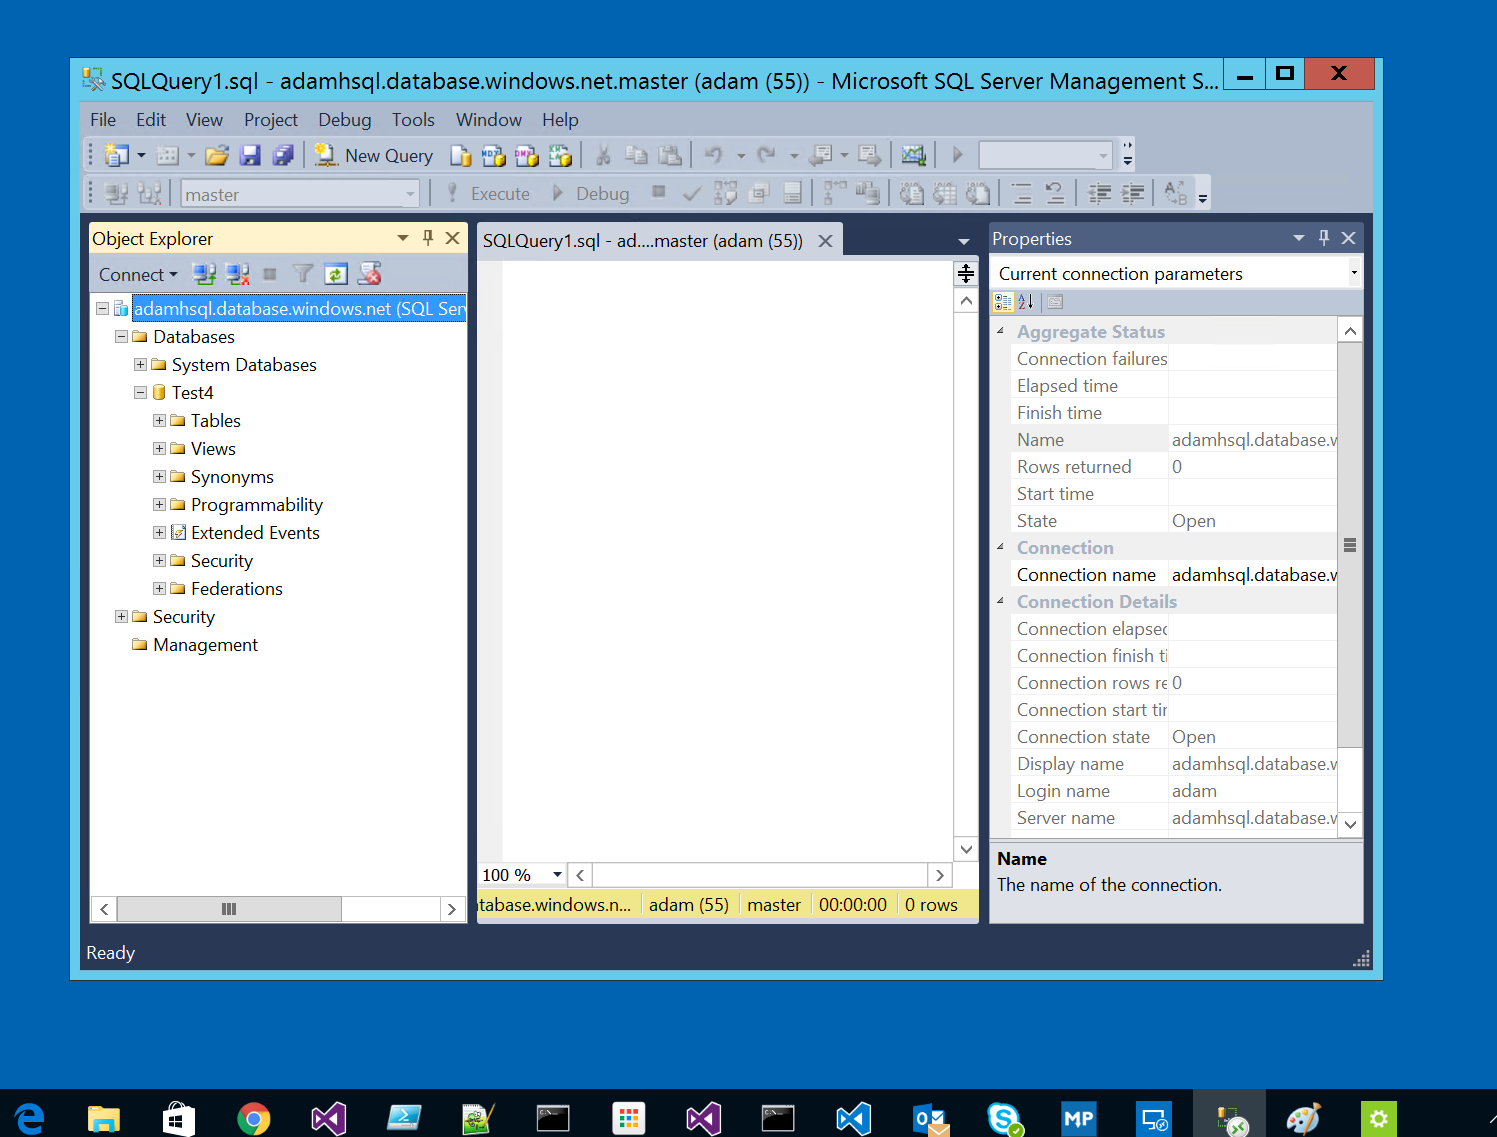 SQLQuery1.sql - adamhsql.database.windows.net.master (adam (55)) - Microsoft SQL Server Management S...
File Edit View Project Debug Tools Window Help
New Query
master Execute Debug
Object Explorer
Connect
adamhsql.database.windows.net (SQL Ser
Databases
System Databases
Test4
Tables
Views
Synonyms
Programmability
Extended Events
Security
Federations
Security
Management
SQLQuery1.sql - ad....master (adam (55))
100 %
tabase.windows.n... adam (55) master 00:00:00 0 rows
Properties
Current connection parameters
Aggregate Status
Connection failures
Elapsed time
Finish time
Name adamhsql.database.w
Rows returned 0
Start time
State Open
Connection
Connection name adamhsql.database.w
Connection Details
Connection elapsed
Connection finish ti
Connection rows re 0
Connection start tir
Connection state Open
Display name adamhsql.database.w
Login name adam
Server name adamhsql.database.w
Name
The name of the connection.
Ready
MP